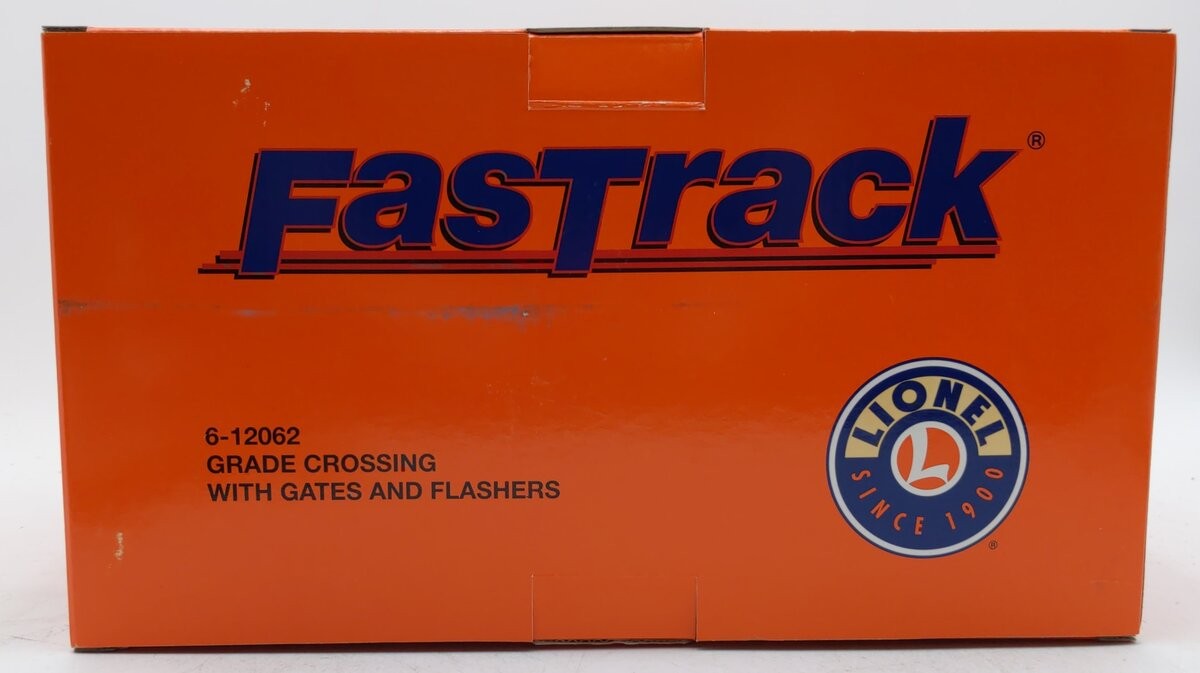 FasTrack®
6-12062
GRADE CROSSING
WITH GATES AND FLASHERS
LIONEL
L
SINCE 1900
®